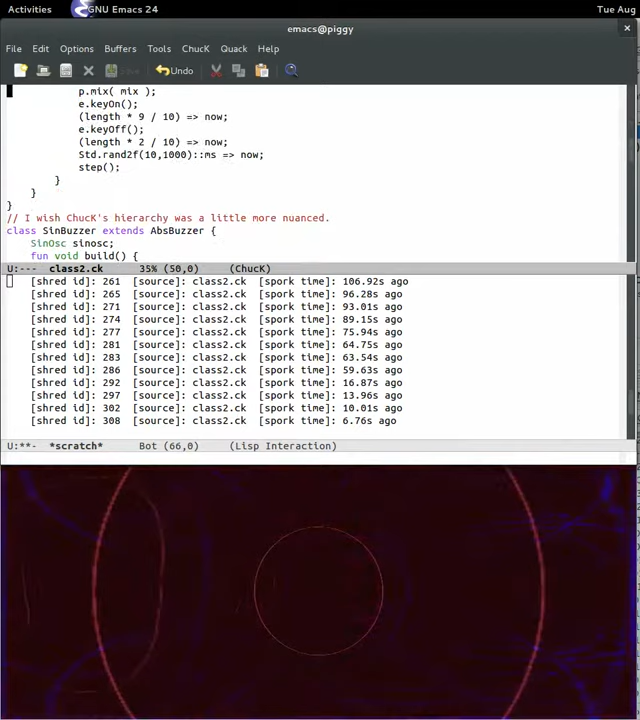 Activities GNU Emacs 24 Tue Aug
emacs@piggy
File Edit Options Buffers Tools ChucK Quack Help
Save Undo
p.mix( mix );
e.keyOn();
(length * 9 / 10) => now;
e.keyOff();
(length * 2 / 10) => now;
Std.rand2f(10,1000)::ms => now;
step();
}
}
}
// I wish ChucK's hierarchy was a little more nuanced.
class SinBuzzer extends AbsBuzzer {
SinOsc sinosc;
fun void build() {
U:--- class2.ck 35% (50,0) (ChucK)
[shred id]: 261 [source]: class2.ck [spork time]: 106.92s ago
[shred id]: 265 [source]: class2.ck [spork time]: 96.28s ago
[shred id]: 271 [source]: class2.ck [spork time]: 93.01s ago
[shred id]: 274 [source]: class2.ck [spork time]: 89.15s ago
[shred id]: 277 [source]: class2.ck [spork time]: 75.94s ago
[shred id]: 281 [source]: class2.ck [spork time]: 64.75s ago
[shred id]: 283 [source]: class2.ck [spork time]: 63.54s ago
[shred id]: 286 [source]: class2.ck [spork time]: 59.63s ago
[shred id]: 292 [source]: class2.ck [spork time]: 16.87s ago
[shred id]: 297 [source]: class2.ck [spork time]: 13.96s ago
[shred id]: 302 [source]: class2.ck [spork time]: 10.01s ago
[shred id]: 308 [source]: class2.ck [spork time]: 6.76s ago
U:**- *scratch* Bot (66,0) (Lisp Interaction)